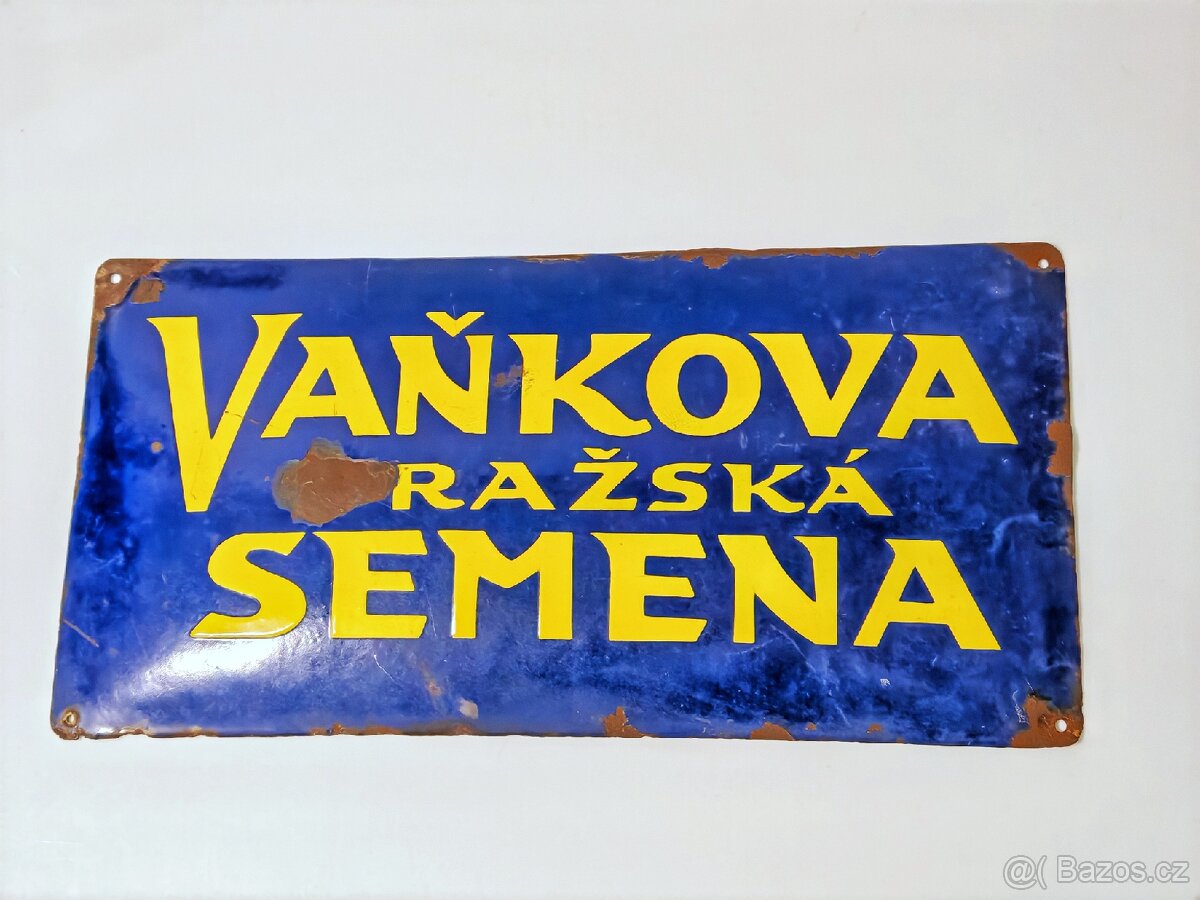 VAŇKOVA
RAŽSKÁ
SEMENA
@( Bazos.cz